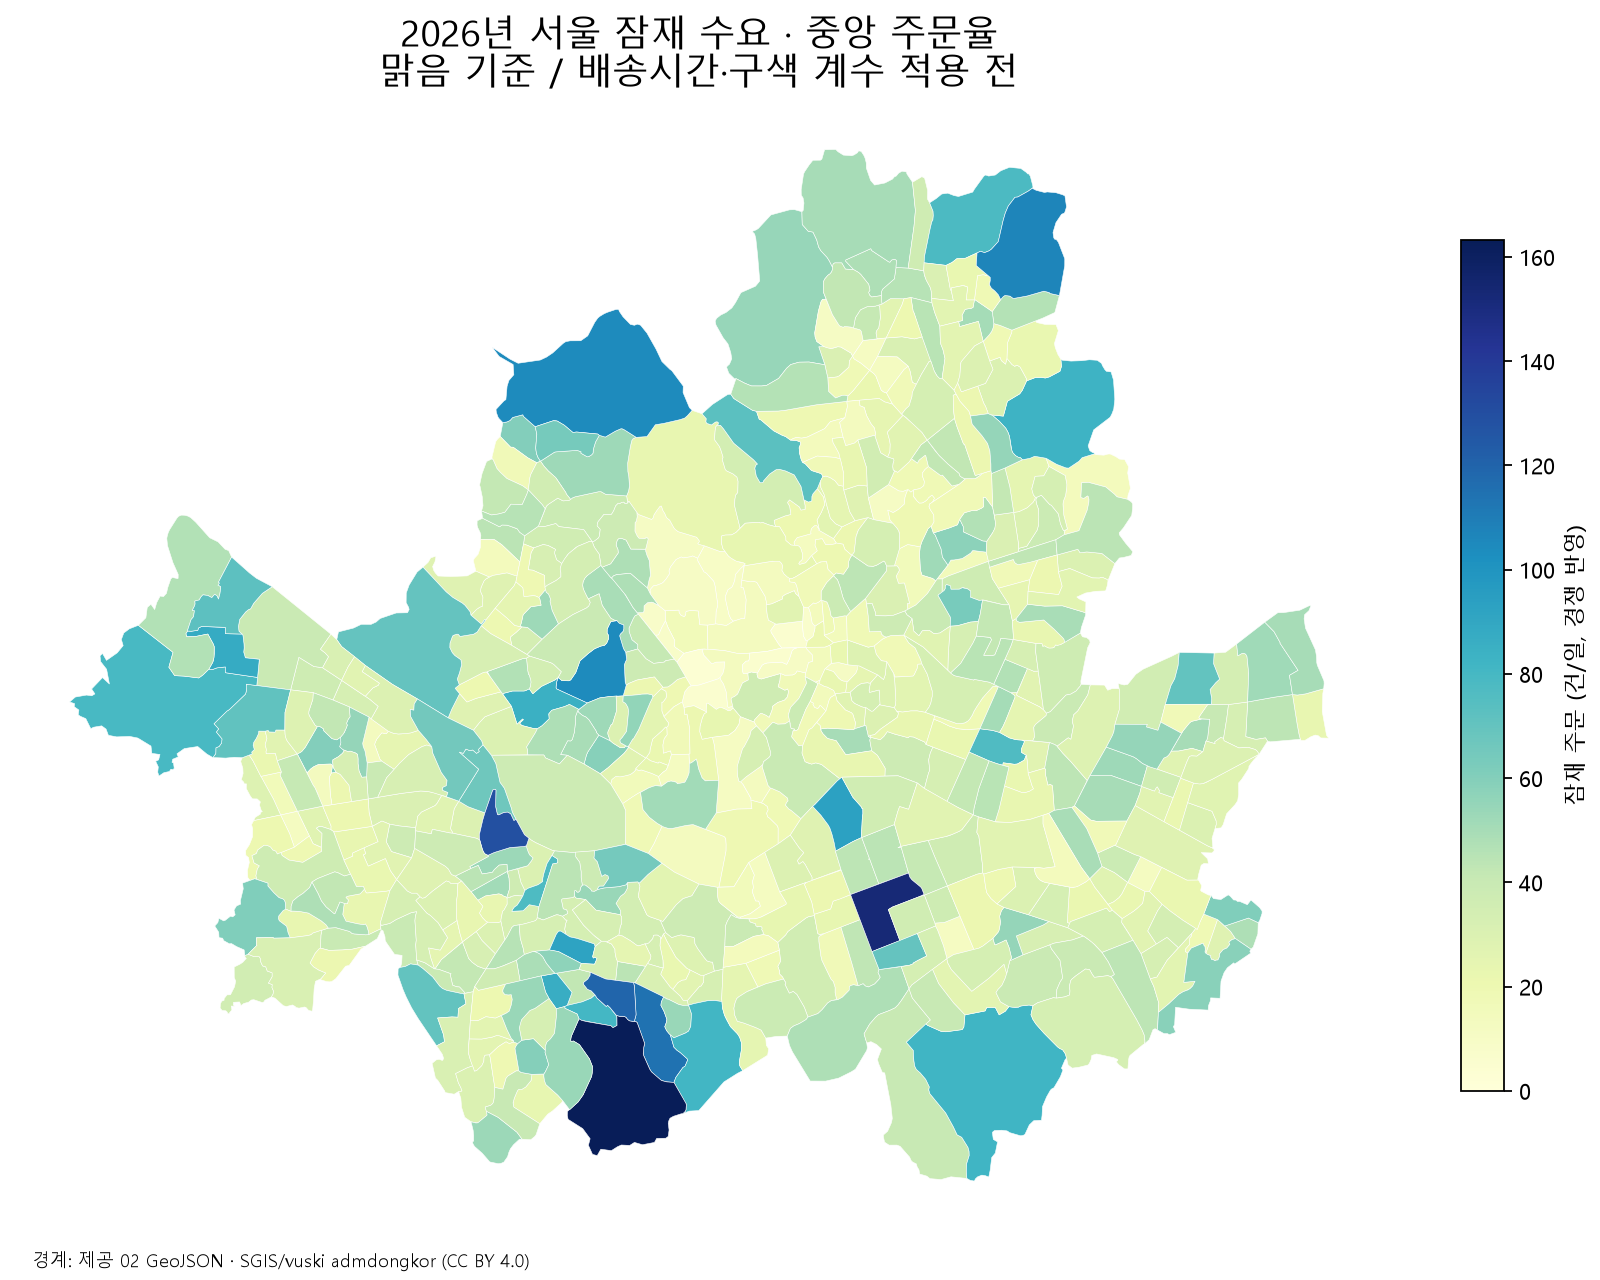 2026년 서울 잠재 수요 · 중앙 주문율
맑음 기준 / 배송시간·구색 계수 적용 전
160
140
120
100
80
60
40
20
0
잠재 주문 (건/일, 경쟁 반영)
경계: 제공 02 GeoJSON · SGIS/vuski admdongkor (CC BY 4.0)